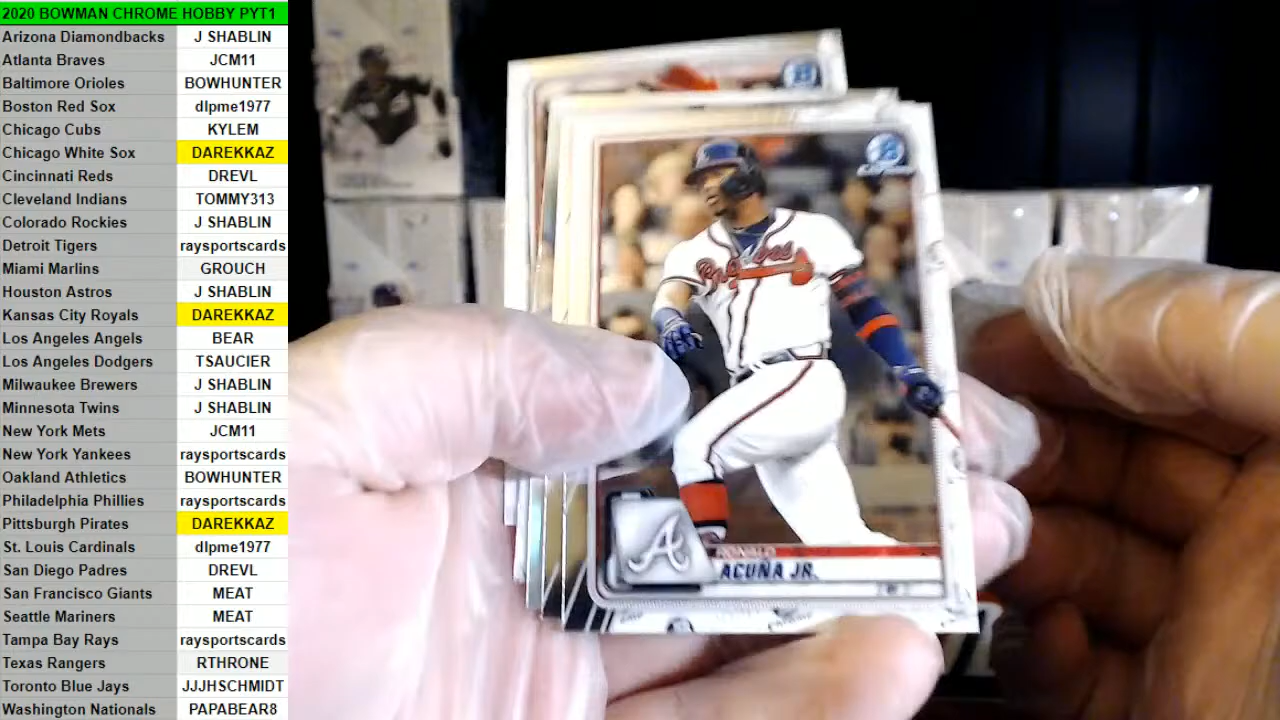 2020 BOWMAN CHROME HOBBY PYT1
Arizona Diamondbacks J SHABLIN
Atlanta Braves JCM11
Baltimore Orioles BOWHUNTER
Boston Red Sox dlpme1977
Chicago Cubs KYLEM
Chicago White Sox DAREKKAZ
Cincinnati Reds DREVL
Cleveland Indians TOMMY313
Colorado Rockies J SHABLIN
Detroit Tigers raysportscards
Miami Marlins GROUCH
Houston Astros J SHABLIN
Kansas City Royals DAREKKAZ
Los Angeles Angels BEAR
Los Angeles Dodgers TSAUCIER
Milwaukee Brewers J SHABLIN
Minnesota Twins J SHABLIN
New York Mets JCM11
New York Yankees raysportscards
Oakland Athletics BOWHUNTER
Philadelphia Phillies raysportscards
Pittsburgh Pirates DAREKKAZ
St. Louis Cardinals dlpme1977
San Diego Padres DREVL
San Francisco Giants MEAT
Seattle Mariners MEAT
Tampa Bay Rays raysportscards
Texas Rangers RTHRONE
Toronto Blue Jays JJJHSCHMIDT
Washington Nationals PAPABEAR8
Braves
RONALD
ACUÑA JR.